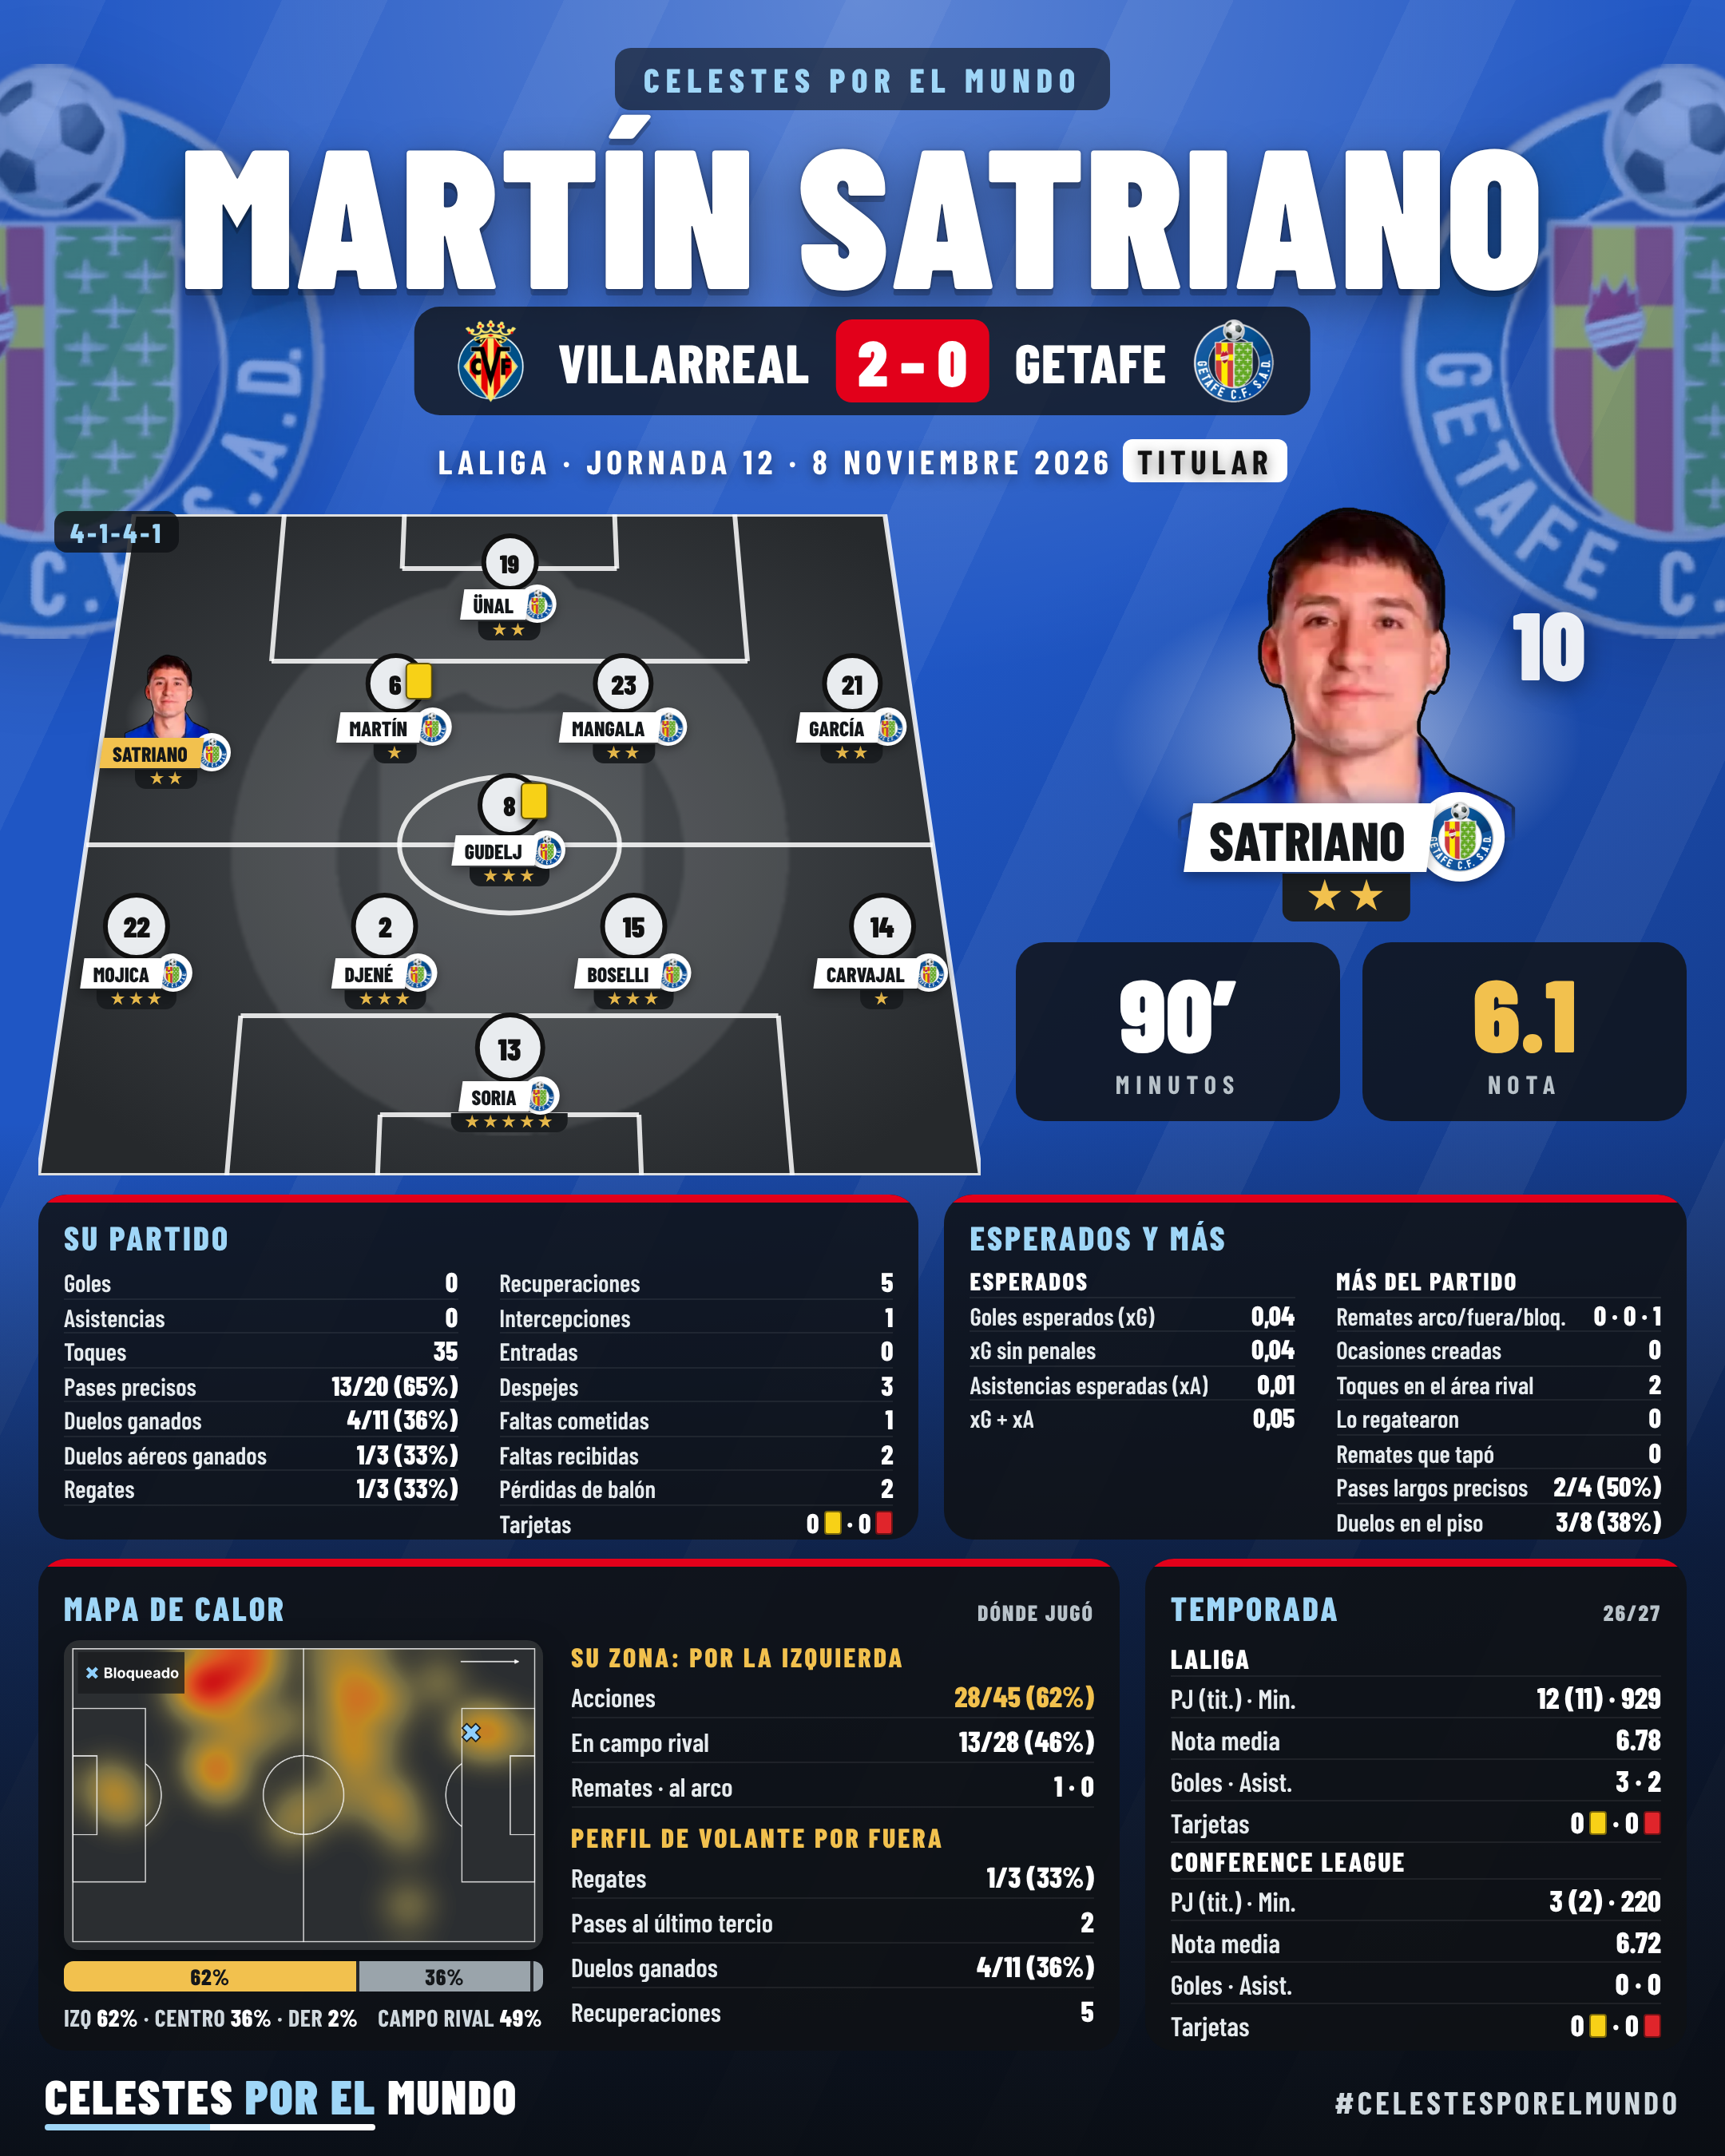 CELESTES POR EL MUNDO
MARTÍN SATRIANO
VILLARREAL 2 - 0 GETAFE
LALIGA · JORNADA 12 · 8 NOVIEMBRE 2026 TITULAR
4-1-4-1
19
ÜNAL
SATRIANO
6
MARTÍN
23
MANGALA
21
GARCÍA
8
GUDELJ
22
MOJICA
2
DJENÉ
15
BOSELLI
14
CARVAJAL
13
SORIA
10
SATRIANO
90'
MINUTOS
6.1
NOTA
SU PARTIDO
Goles 0
Asistencias 0
Toques 35
Pases precisos 13/20 (65%)
Duelos ganados 4/11 (36%)
Duelos aéreos ganados 1/3 (33%)
Regates 1/3 (33%)
Recuperaciones 5
Intercepciones 1
Entradas 0
Despejes 3
Faltas cometidas 1
Faltas recibidas 2
Pérdidas de balón 2
Tarjetas 0 · 0
ESPERADOS Y MÁS
ESPERADOS
Goles esperados (xG) 0,04
xG sin penales 0,04
Asistencias esperadas (xA) 0,01
xG + xA 0,05
MÁS DEL PARTIDO
Remates arco/fuera/bloq. 0 · 0 · 1
Ocasiones creadas 0
Toques en el área rival 2
Lo regatearon 0
Remates que tapó 0
Pases largos precisos 2/4 (50%)
Duelos en el piso 3/8 (38%)
MAPA DE CALOR
DÓNDE JUGÓ
Bloqueado
62% 36%
IZQ 62% · CENTRO 36% · DER 2% CAMPO RIVAL 49%
SU ZONA: POR LA IZQUIERDA
Acciones 28/45 (62%)
En campo rival 13/28 (46%)
Remates · al arco 1 · 0
PERFIL DE VOLANTE POR FUERA
Regates 1/3 (33%)
Pases al último tercio 2
Duelos ganados 4/11 (36%)
Recuperaciones 5
TEMPORADA 26/27
LALIGA
PJ (tit.) · Min. 12 (11) · 929
Nota media 6.78
Goles · Asist. 3 · 2
Tarjetas 0 · 0
CONFERENCE LEAGUE
PJ (tit.) · Min. 3 (2) · 220
Nota media 6.72
Goles · Asist. 0 · 0
Tarjetas 0 · 0
CELESTES POR EL MUNDO
#CELESTESPORELMUNDO